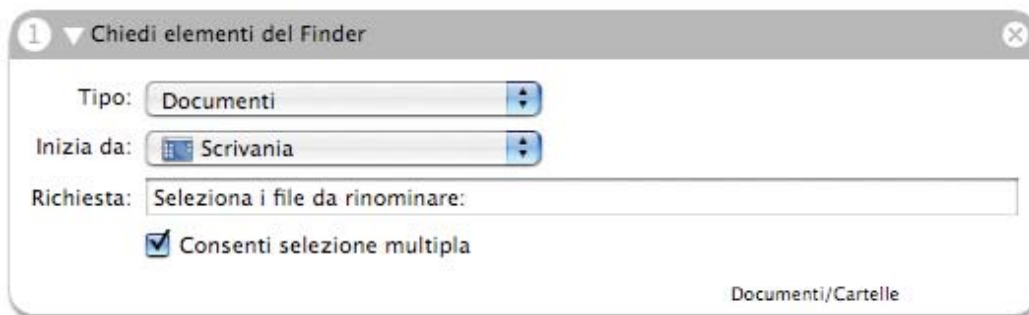 1 Chiedi elementi del Finder
Tipo: Documenti
Inizia da: Scrivania
Richiesta: Seleziona i file da rinominare:
Consenti selezione multipla
Documenti/Cartelle